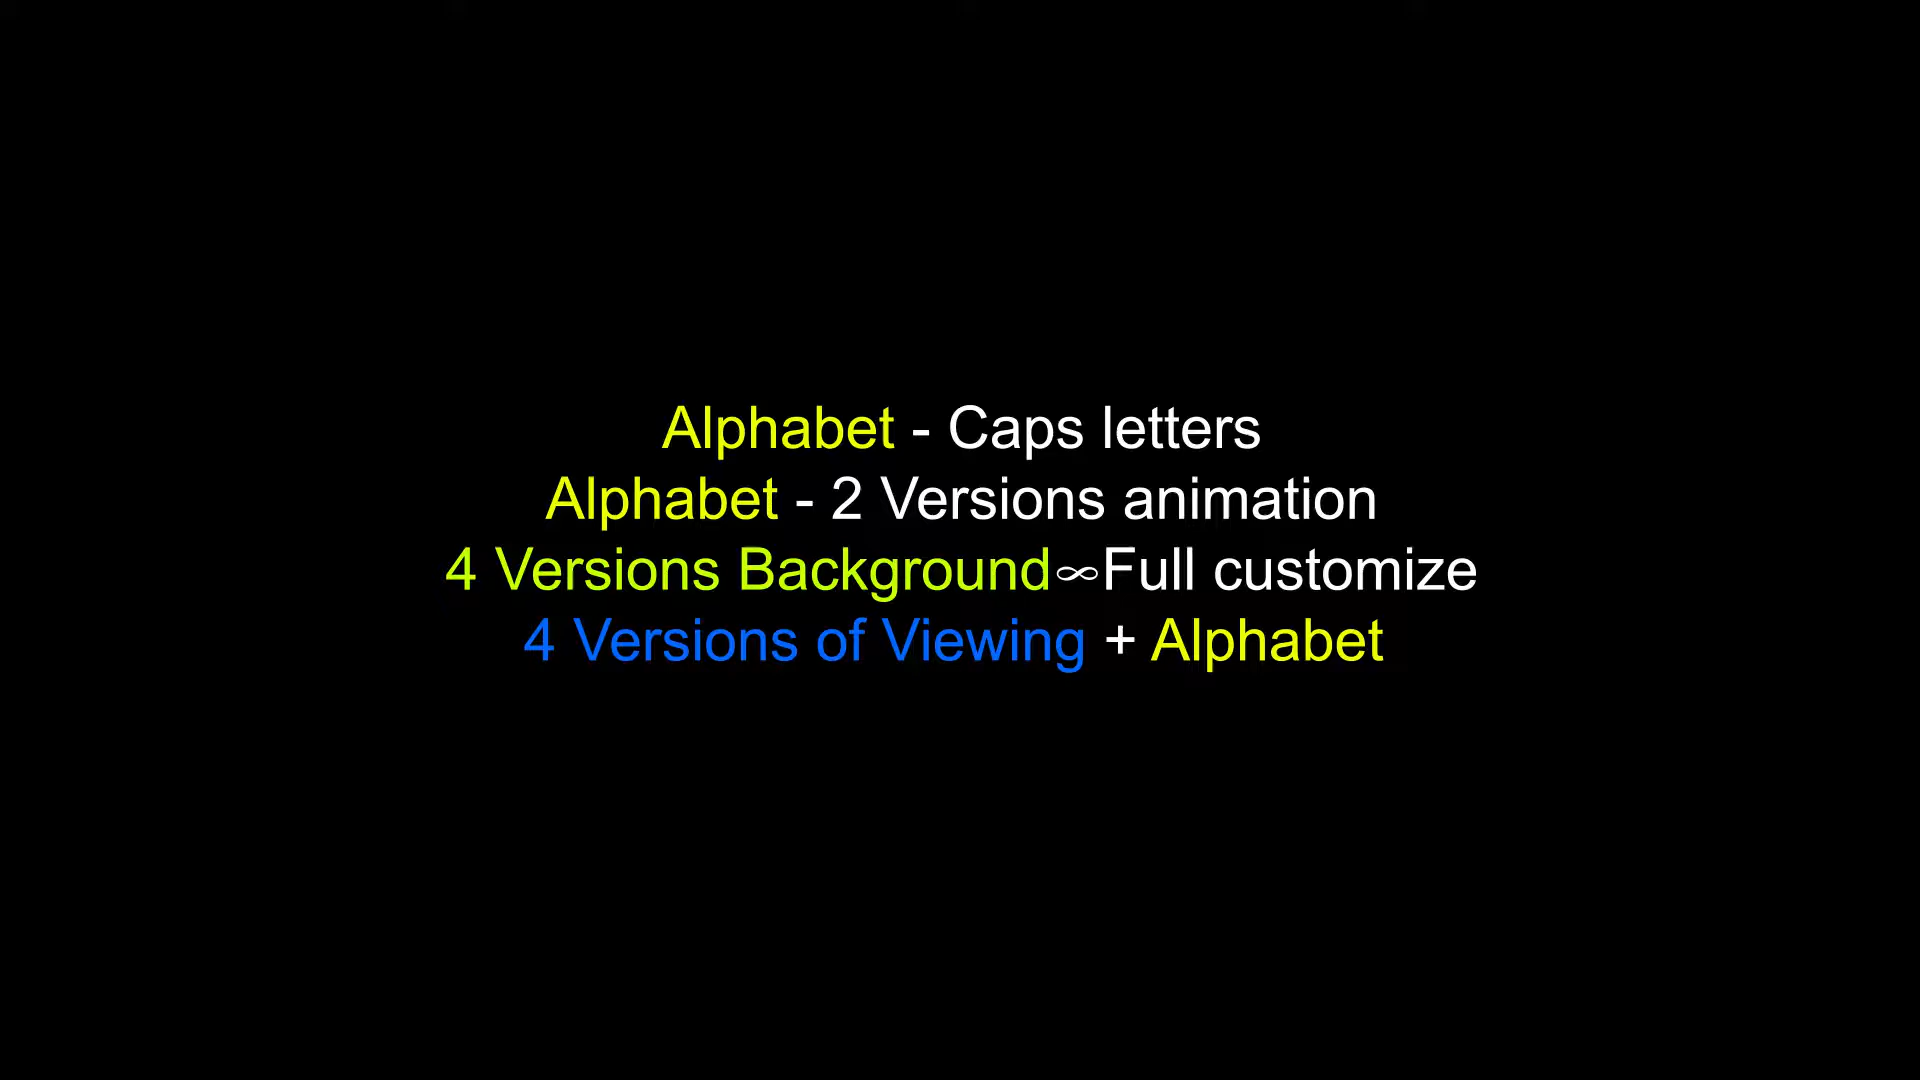 Alphabet - Caps letters
Alphabet - 2 Versions animation
4 Versions Background∞Full customize
4 Versions of Viewing + Alphabet